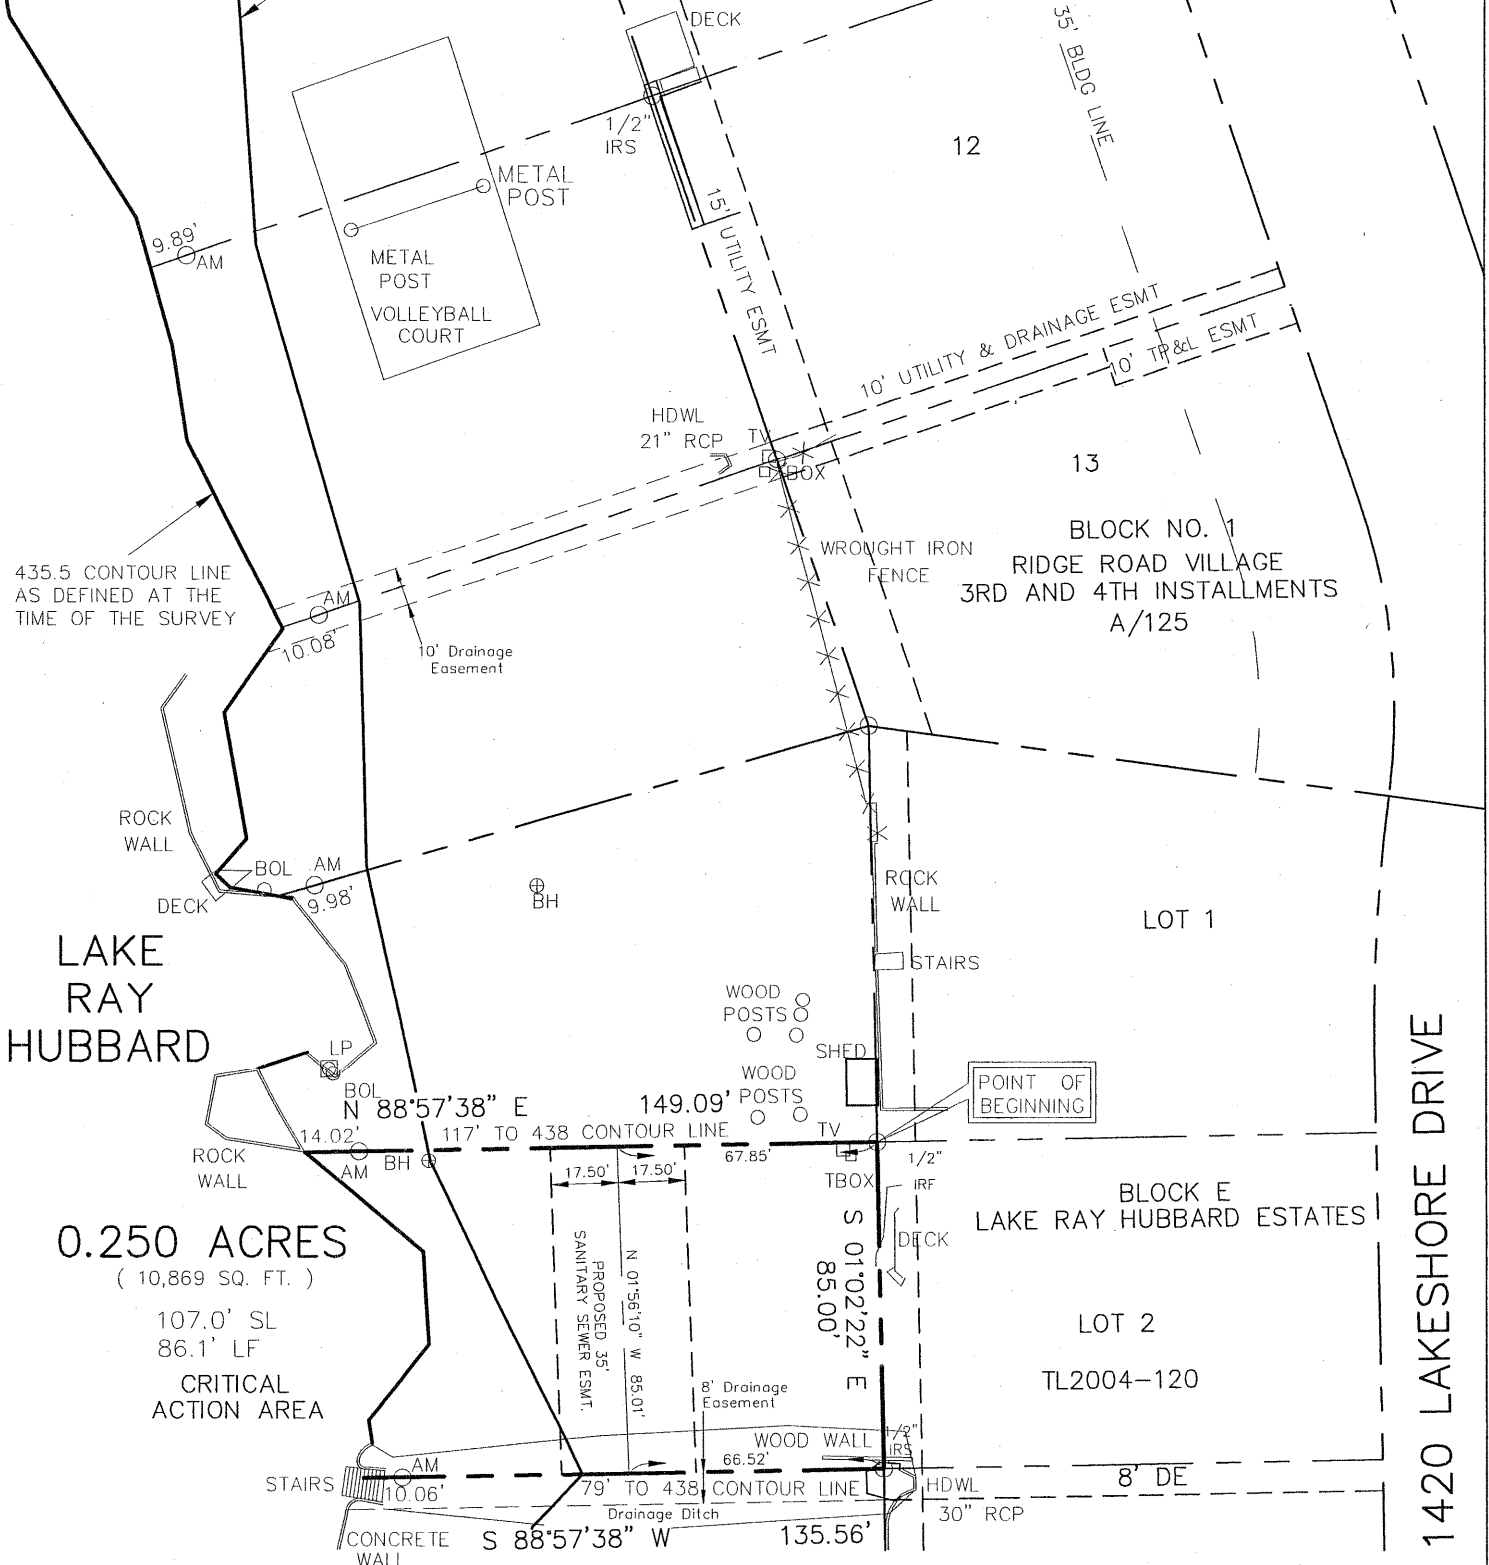 DECK
35' BLDG LINE
1/2"
IRS
12
METAL
POST
15' UTILITY ESMT
9.89'
AM
METAL
POST
VOLLEYBALL
COURT
10' UTILITY & DRAINAGE ESMT
10' TP&L ESMT
HDWL
21" RCP
TV
BOX
13
BLOCK NO. 1
RIDGE ROAD VILLAGE
3RD AND 4TH INSTALLMENTS
A/125
WROUGHT IRON
FENCE
435.5 CONTOUR LINE
AS DEFINED AT THE
TIME OF THE SURVEY
AM
10.08'
10' Drainage
Easement
ROCK
WALL
BOL
AM
DECK
9.98'
BH
ROCK
WALL
LOT 1
LAKE
RAY
HUBBARD
STAIRS
WOOD
POSTS
SHED
LP
BOL
WOOD
POSTS
POINT OF
BEGINNING
N 88°57'38" E
149.09'
14.02'
117' TO 438 CONTOUR LINE
TV
67.85'
1/2"
IRF
ROCK
WALL
AM
BH
17.50'
17.50'
TBOX
BLOCK E
LAKE RAY HUBBARD ESTATES
DECK
0.250 ACRES
( 10,869 SQ. FT. )
107.0' SL
86.1' LF
CRITICAL
ACTION AREA
PROPOSED 35'
SANITARY SEWER ESMT.
N 01°56'10" W 85.01'
S 01°02'22" E
85.00'
LOT 2
TL2004-120
8' Drainage
Easement
1420 LAKESHORE DRIVE
WOOD WALL
1/2"
IRS
66.52'
STAIRS
AM
10.06'
79' TO 438 CONTOUR LINE
HDWL
30" RCP
8' DE
Drainage Ditch
CONCRETE
WALL
S 88°57'38" W
135.56'